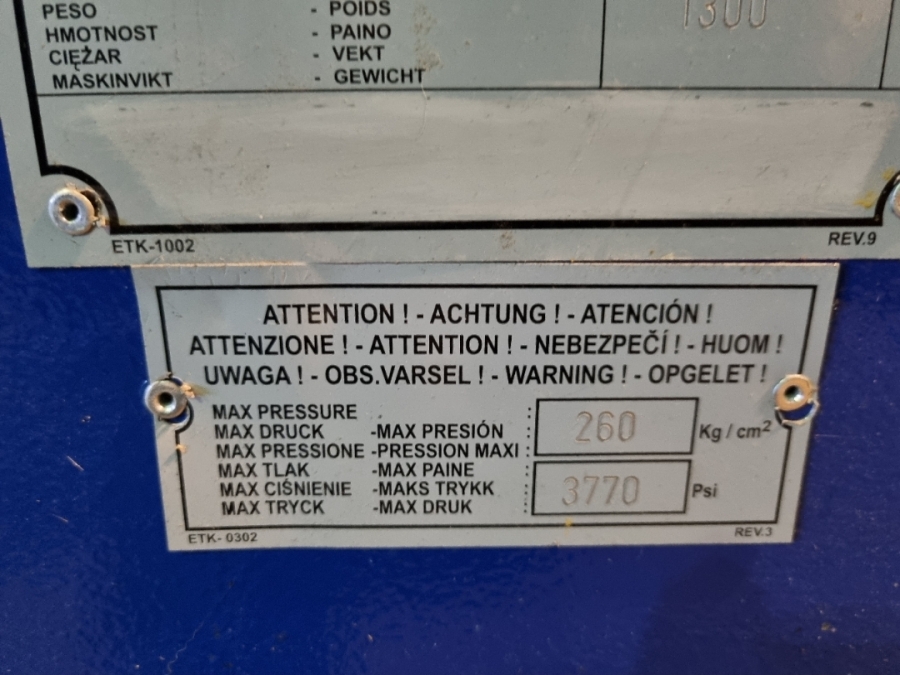 PESO - POIDS
HMOTNOST - PAINO 1300
CIĘŻAR - VEKT
MASKINVIKT - GEWICHT
ETK-1002 REV.9
ATTENTION ! - ACHTUNG ! - ATENCIÓN !
ATTENZIONE ! - ATTENTION ! - NEBEZPEČÍ ! - HUOM !
UWAGA ! - OBS.VARSEL ! - WARNING ! - OPGELET !
MAX PRESSURE :
MAX DRUCK -MAX PRESIÓN : 260 Kg / cm²
MAX PRESSIONE -PRESSION MAXI :
MAX TLAK -MAX PAINE :
MAX CIŚNIENIE -MAKS TRYKK : 3770 Psi
MAX TRYCK -MAX DRUK :
ETK- 0302 REV.3